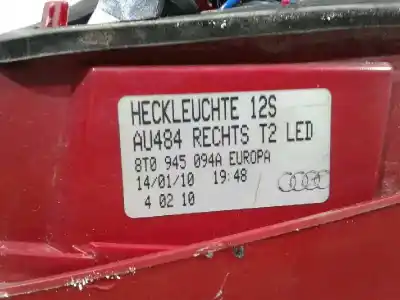 HECKLEUCHTE 12S
AU484 RECHTS T2 LED
8T0 945 094A EUROPA
14/01/10 19:48
4 02 10